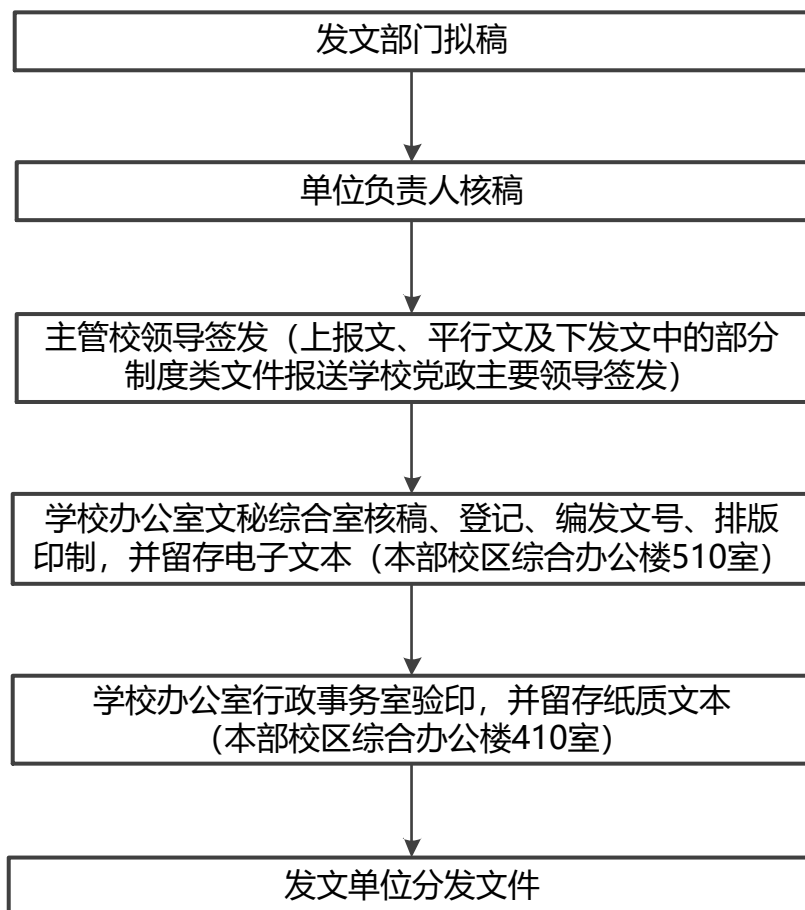 发文部门拟稿
单位负责人核稿
主管校领导签发（上报文、平行文及下发文中的部分
制度类文件报送学校党政主要领导签发）
学校办公室文秘综合室核稿、登记、编发文号、排版
印制，并留存电子文本（本部校区综合办公楼510室）
学校办公室行政事务室验印，并留存纸质文本
（本部校区综合办公楼410室）
发文单位分发文件